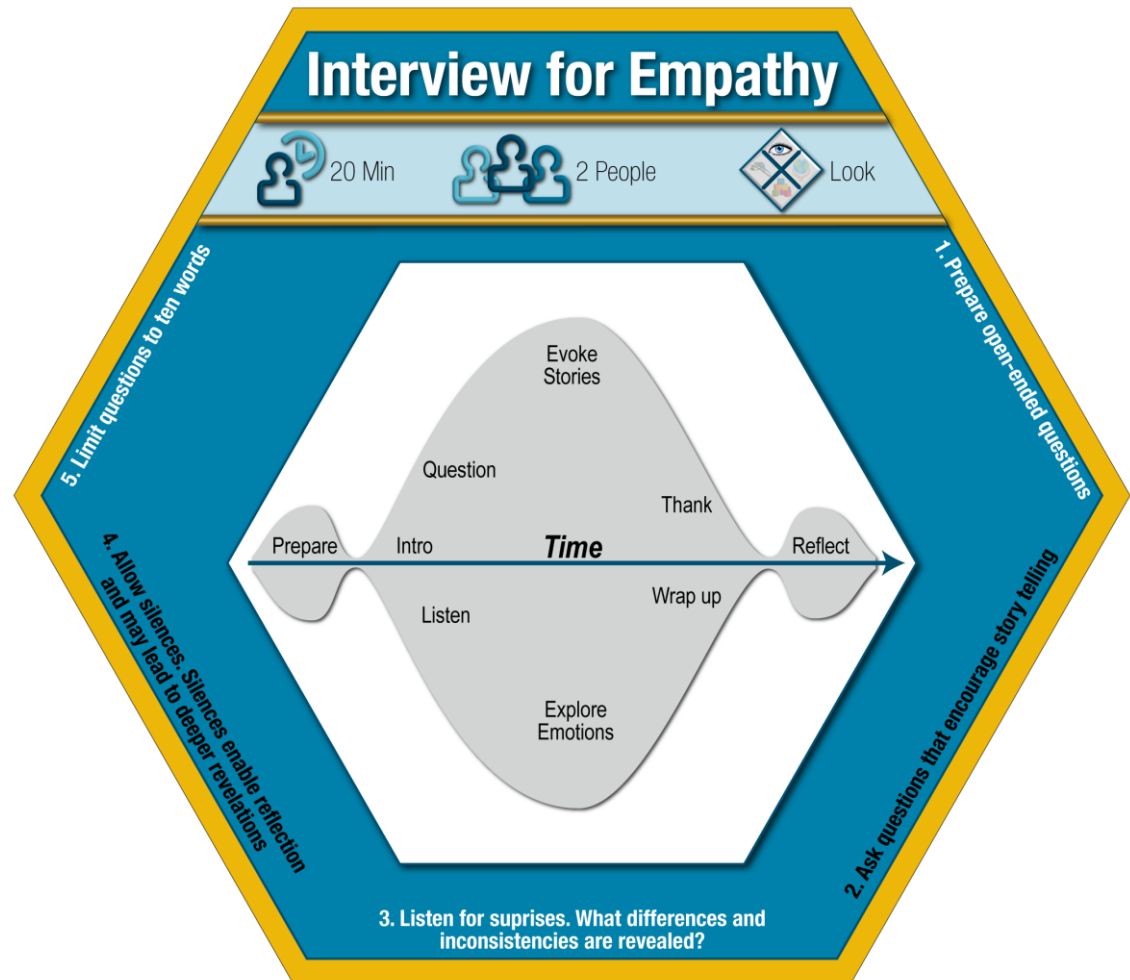 Interview for Empathy
20 Min
2 People
Look
1. Prepare open-ended questions
2. Ask questions that encourage story telling
3. Listen for suprises. What differences and
inconsistencies are revealed?
4. Allow silences. Silences enable reflection
and may lead to deeper revelations
5. Limit questions to ten words
Evoke
Stories
Question
Thank
Prepare
Intro
Time
Reflect
Listen
Wrap up
Explore
Emotions